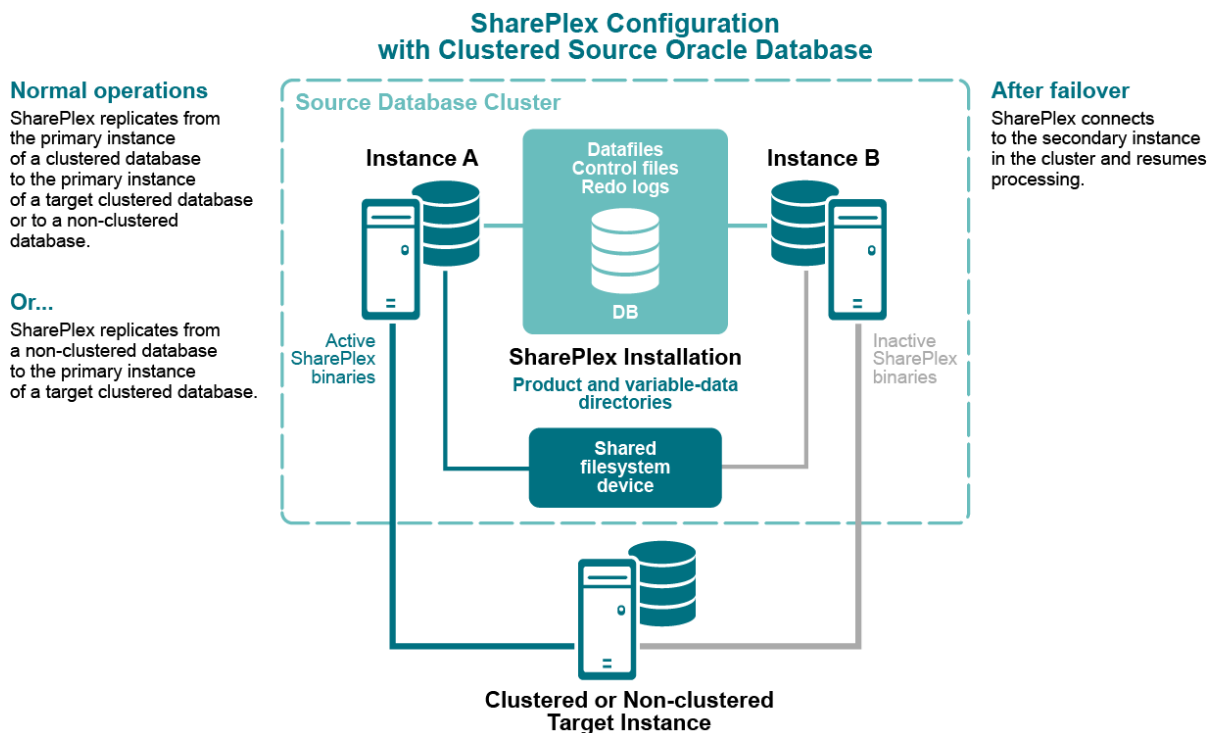 SharePlex Configuration
with Clustered Source Oracle Database
Normal operations
SharePlex replicates from
the primary instance
of a clustered database
to the primary instance
of a target clustered database
or to a non-clustered
database.
Or...
SharePlex replicates from
a non-clustered database
to the primary instance
of a target clustered database.
Source Database Cluster
Instance A
Datafiles
Control files
Redo logs
DB
Instance B
Active
SharePlex
binaries
SharePlex Installation
Product and variable-data
directories
Inactive
SharePlex
binaries
Shared
filesystem
device
After failover
SharePlex connects
to the secondary instance
in the cluster and resumes
processing.
Clustered or Non-clustered
Target Instance